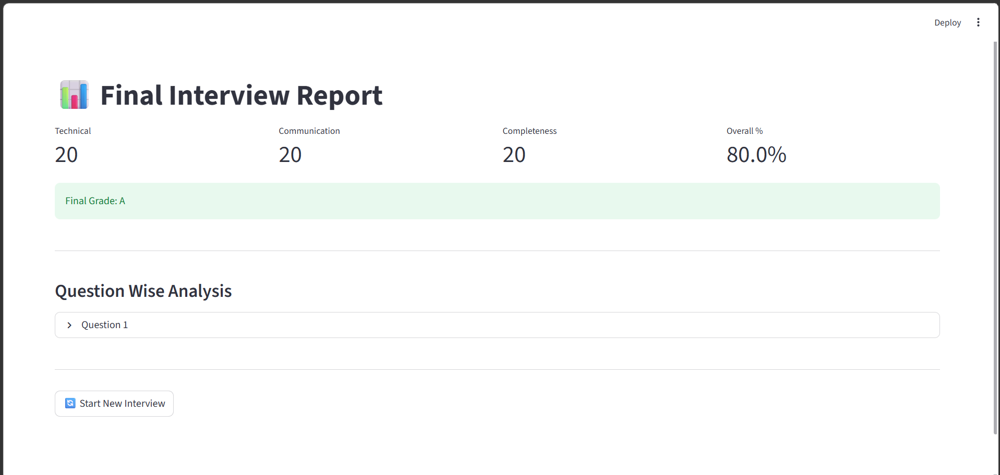 Deploy
Final Interview Report
Technical
20
Communication
20
Completeness
20
Overall %
80.0%
Final Grade: A
Question Wise Analysis
Question 1
Start New Interview